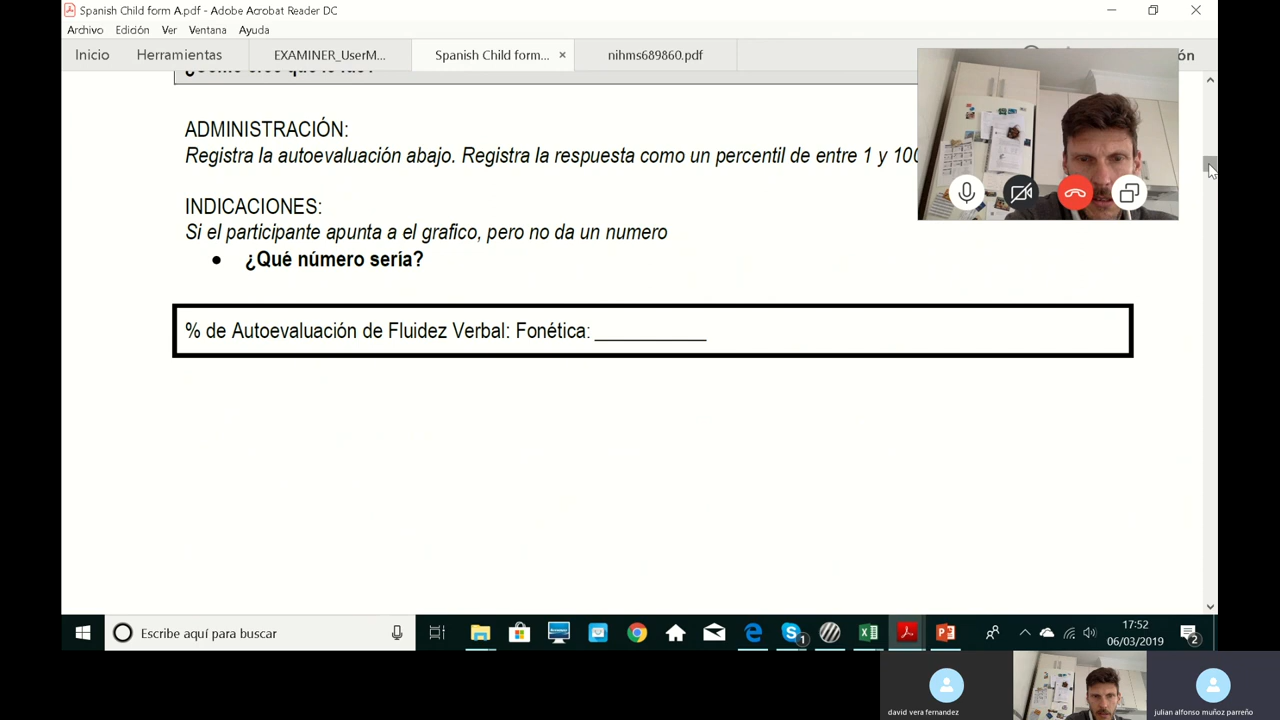 Spanish Child form A.pdf - Adobe Acrobat Reader DC
Archivo Edición Ver Ventana Ayuda
Inicio Herramientas EXAMINER_UserM... Spanish Child form... × nihms689860.pdf ón
ADMINISTRACIÓN:
Registra la autoevaluación abajo. Registra la respuesta como un percentil de entre 1 y 100
INDICACIONES:
Si el participante apunta a el grafico, pero no da un numero
● ¿Qué número sería?
% de Autoevaluación de Fluidez Verbal: Fonética: ___________
Escribe aquí para buscar
1
17:52
06/03/2019
2
david vera fernandez
julian alfonso muñoz parreño